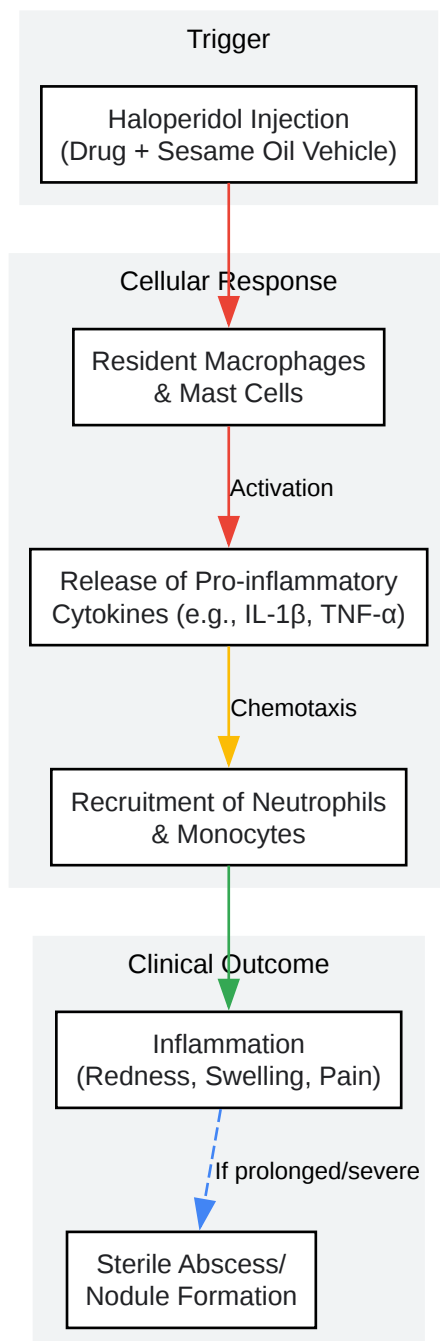 Trigger
Haloperidol Injection
(Drug + Sesame Oil Vehicle)
Cellular Response
Resident Macrophages
& Mast Cells
Activation
Release of Pro-inflammatory
Cytokines (e.g., IL-1β, TNF-α)
Chemotaxis
Recruitment of Neutrophils
& Monocytes
Clinical Outcome
Inflammation
(Redness, Swelling, Pain)
If prolonged/severe
Sterile Abscess/
Nodule Formation